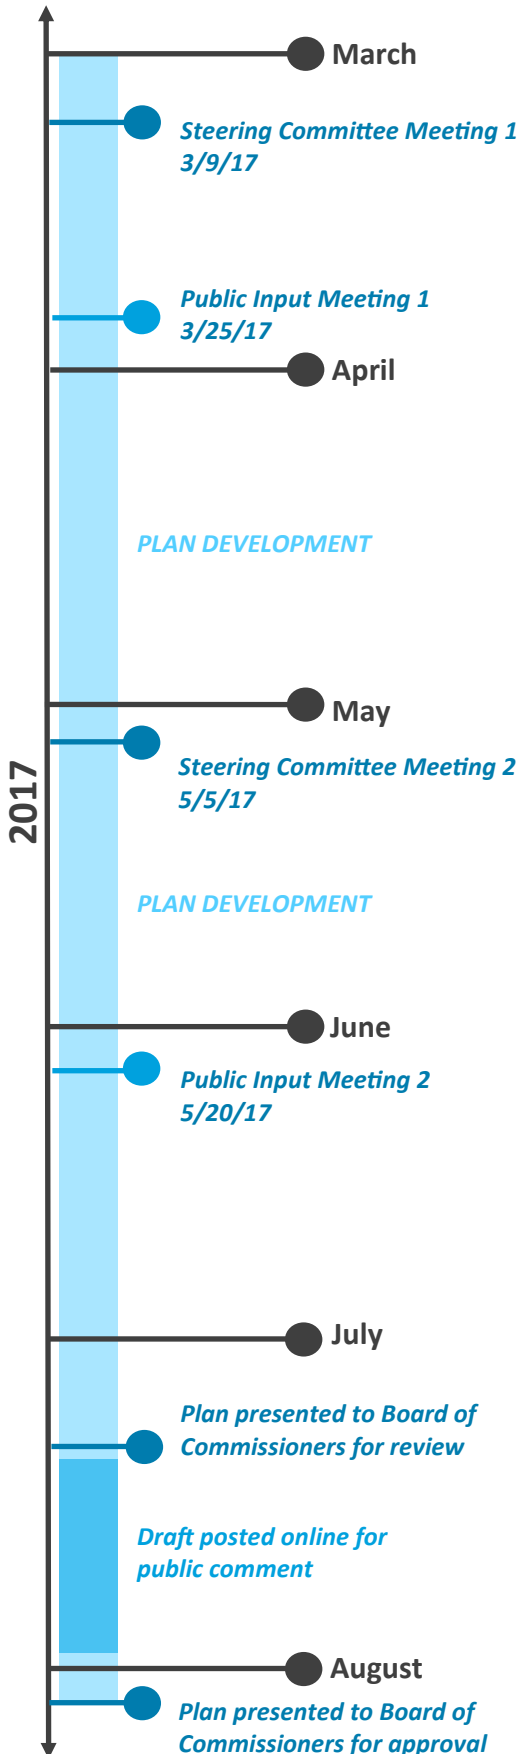 March
Steering Committee Meeting 1
3/9/17
Public Input Meeting 1
3/25/17
April
PLAN DEVELOPMENT
May
Steering Committee Meeting 2
5/5/17
2017
PLAN DEVELOPMENT
June
Public Input Meeting 2
5/20/17
July
Plan presented to Board of
Commissioners for review
Draft posted online for
public comment
August
Plan presented to Board of
Commissioners for approval